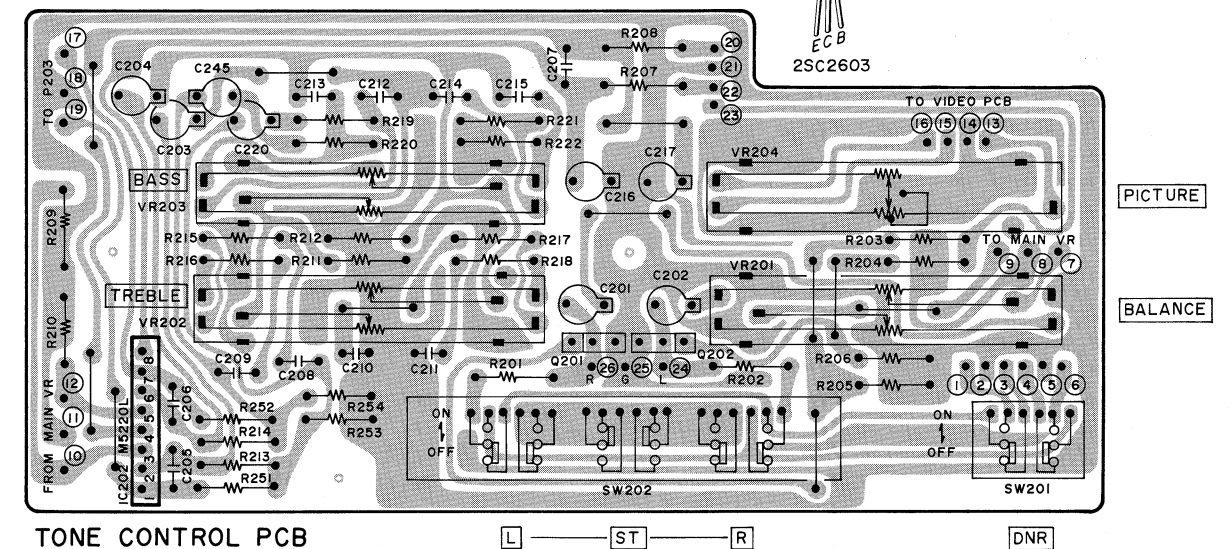 E C B
2SC2603
17
18
19
TO P203
C204
C245
C203
C220
C213
C212
C214
C215
C207
R208
R207
20
21
22
23
R219
R220
R221
R222
TO VIDEO PCB
16 15 14 13
BASS
VR203
C216
C217
VR204
PICTURE
R209
R215
R212
R217
R216
R211
R218
R203
R204
TO MAIN VR
9 8 7
TREBLE
VR202
C201
C202
VR201
BALANCE
R210
C209
C208
C210
C211
Q201
R201
26 25 24
R G L
Q202
R202
R206
R205
1 2 3 4 5 6
12
11
10
FROM MAIN VR
IC202 M5220L
1 2 3 4 5 6 7 8
C206
C205
R252
R214
R213
R251
R254
R253
ON
OFF
SW202
ON
OFF
SW201
TONE CONTROL PCB
L ST R
DNR